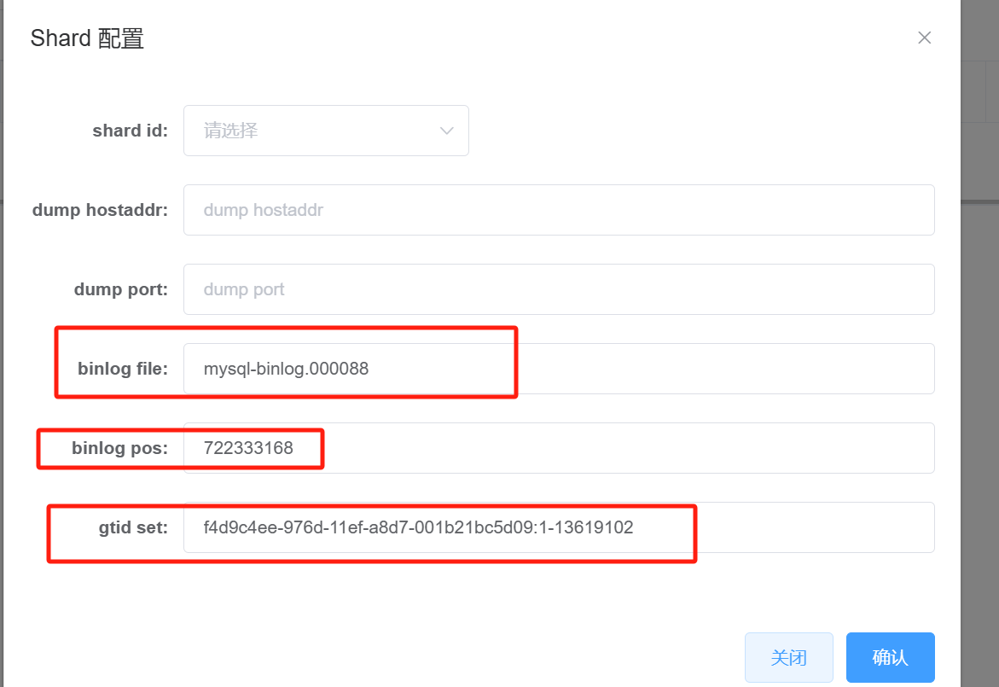 Shard 配置
shard id: 请选择
dump hostaddr: dump hostaddr
dump port: dump port
binlog file: mysql-binlog.000088
binlog pos: 722333168
gtid set: f4d9c4ee-976d-11ef-a8d7-001b21bc5d09:1-13619102
关闭 确认